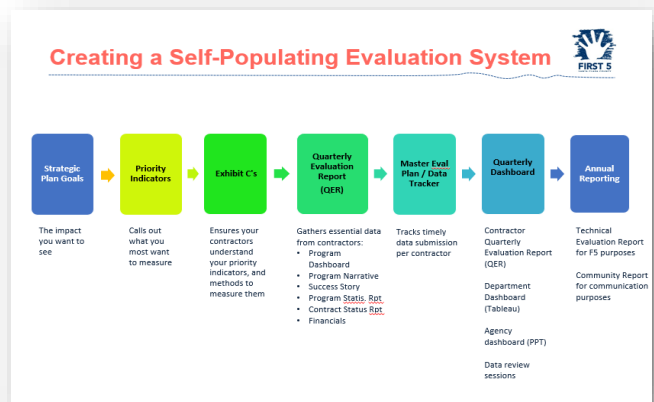 Creating a Self-Populating Evaluation System
FIRST 5
Strategic
Plan Goals
Priority
Indicators
Exhibit C's
Quarterly
Evaluation
Report
(QER)
Master Eval
Plan / Data
Tracker
Quarterly
Dashboard
Annual
Reporting
The impact
you want to
see
Calls out
what you
most want
to measure
Ensures your
contractors
understand
your priority
indicators, and
methods to
measure them
Gathers essential data
from contractors:
• Program
Dashboard
• Program Narrative
• Success Story
• Program Statis. Rpt
• Contract Status Rpt
• Financials
Tracks timely
data submission
per contractor
Contractor
Quarterly
Evaluation Report
(QER)
Department
Dashboard
(Tableau)
Agency
dashboard (PPT)
Data review
sessions
Technical
Evaluation Report
for F5 purposes
Community Report
for communication
purposes